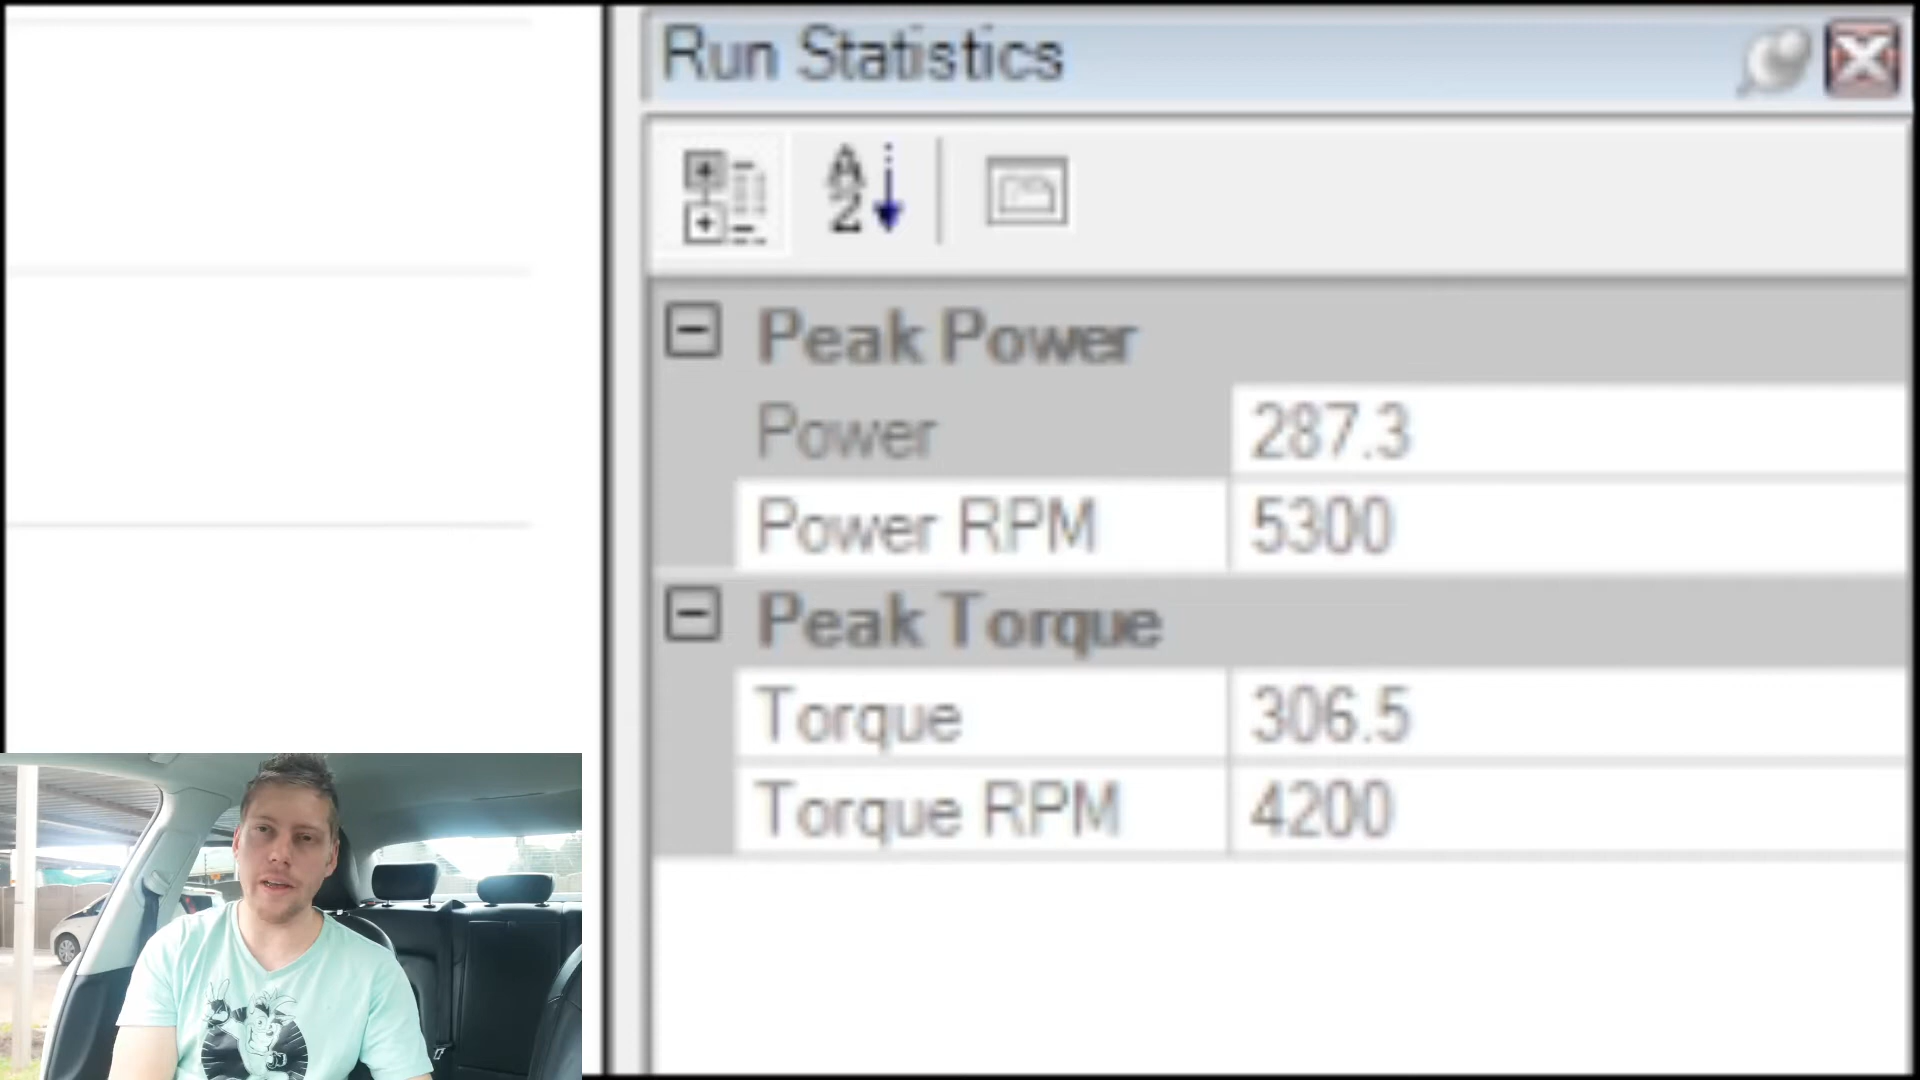 Run Statistics
A
Z
Peak Power
Power 287.3
Power RPM 5300
Peak Torque
Torque 306.5
Torque RPM 4200